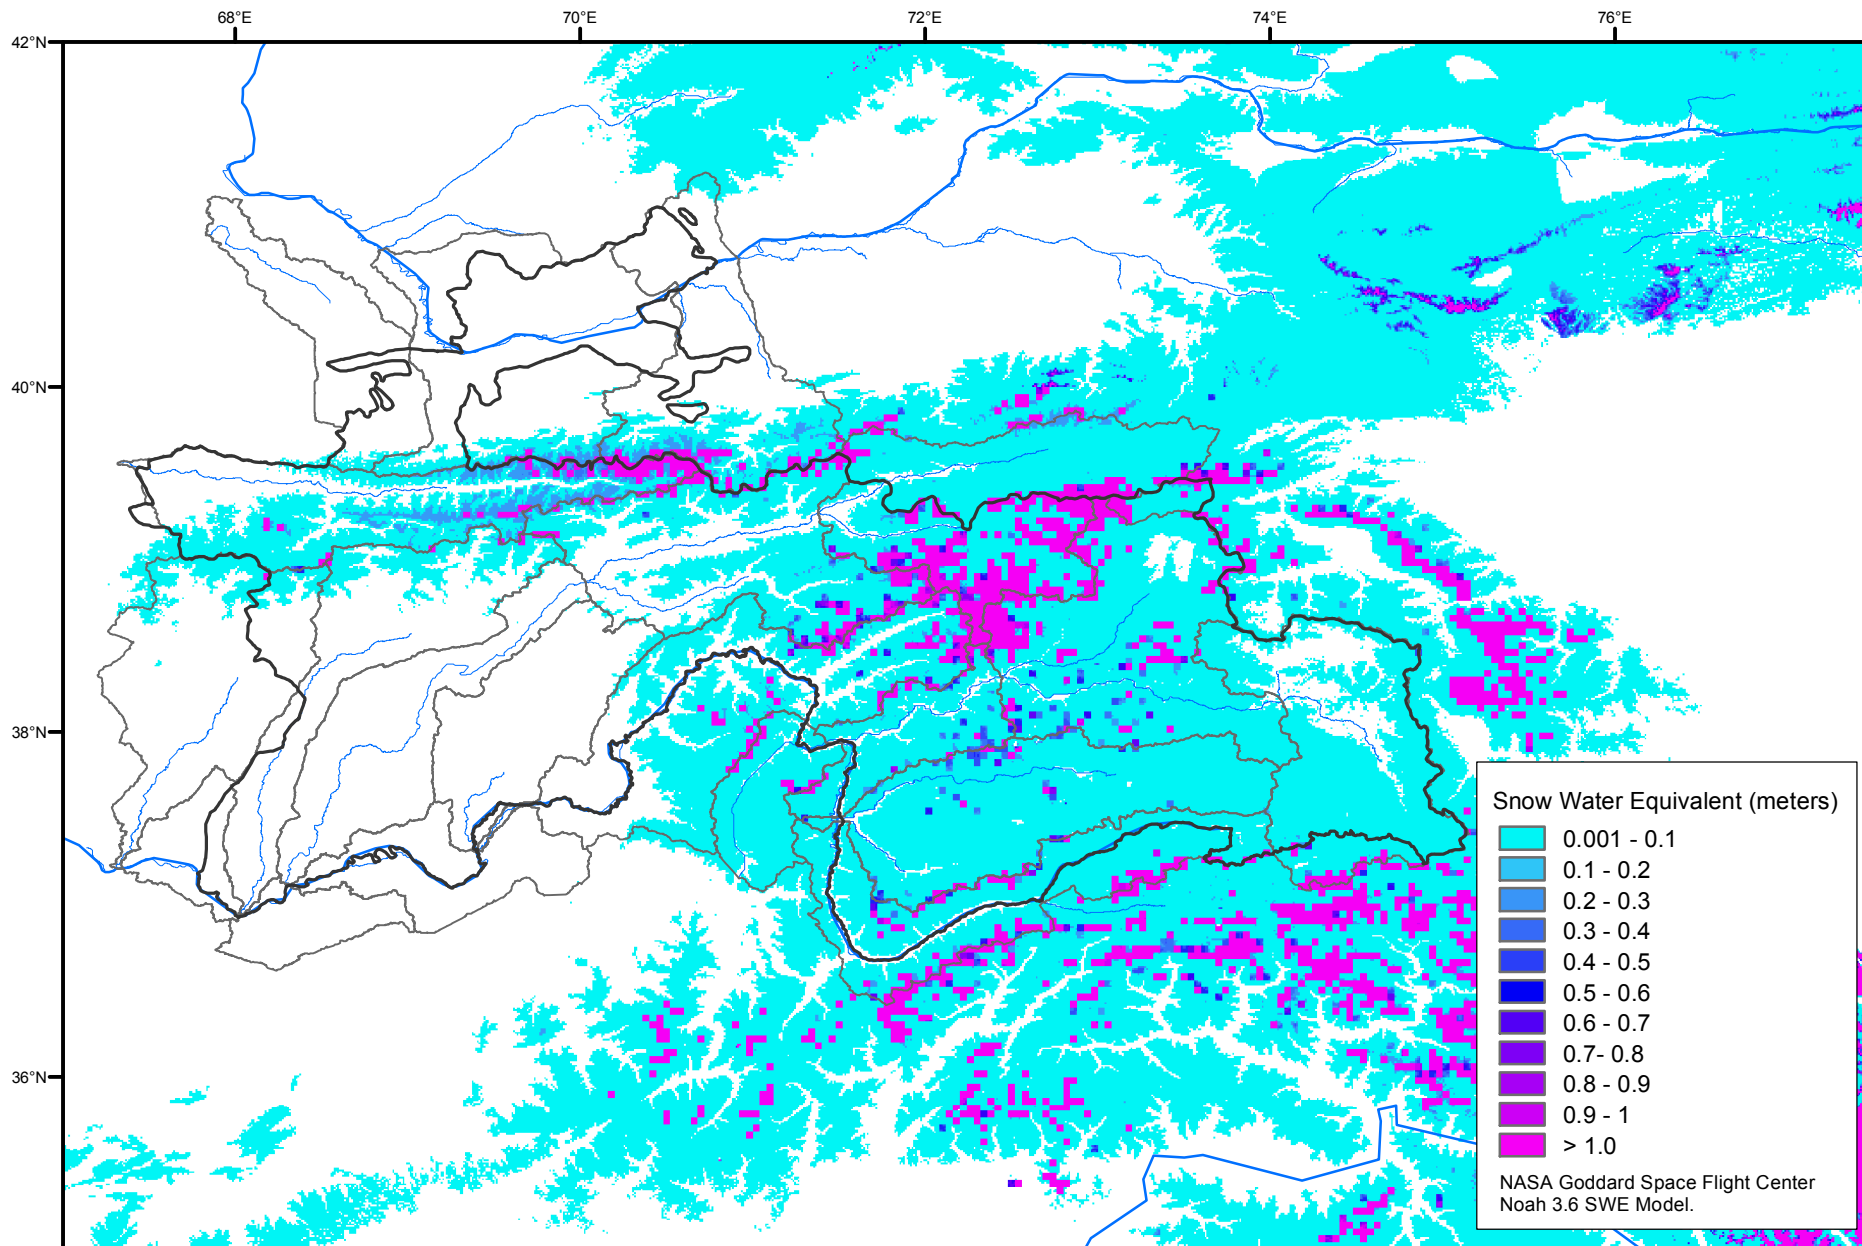 68°E
70°E
72°E
74°E
76°E
42°N
40°N
38°N
36°N
Snow Water Equivalent (meters)
0.001 - 0.1
0.1 - 0.2
0.2 - 0.3
0.3 - 0.4
0.4 - 0.5
0.5 - 0.6
0.6 - 0.7
0.7- 0.8
0.8 - 0.9
0.9 - 1
> 1.0
NASA Goddard Space Flight Center
Noah 3.6 SWE Model.